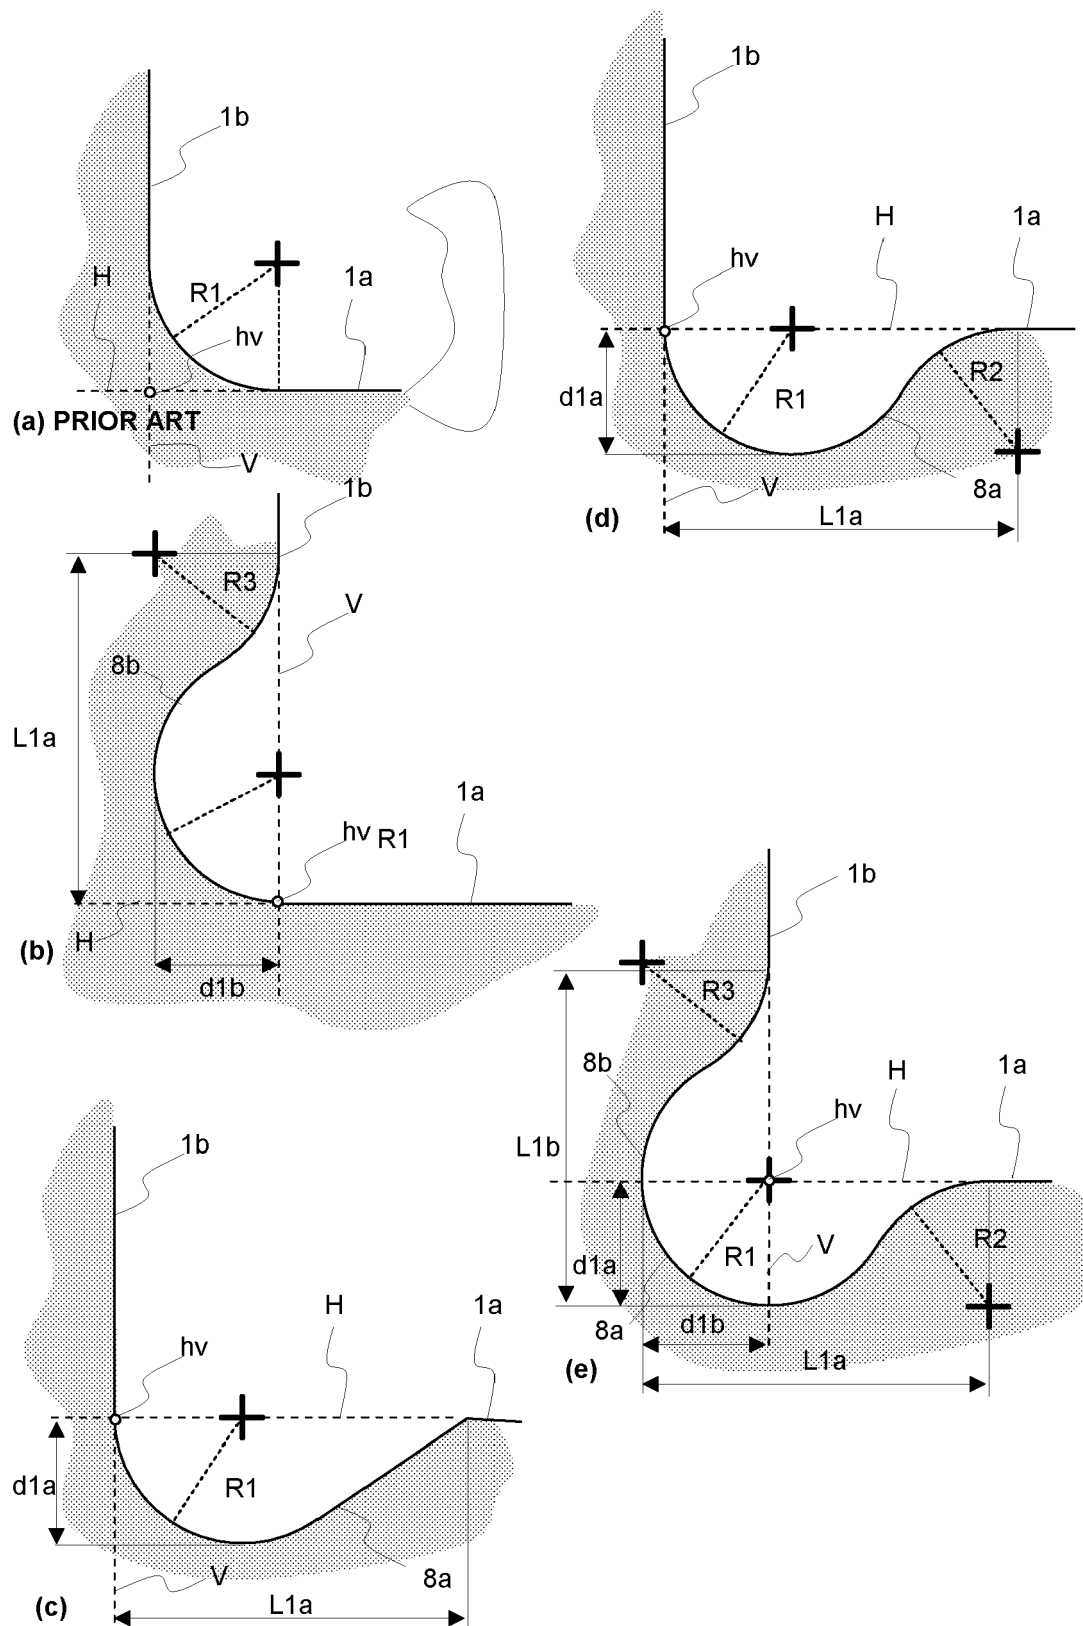 1b
H
R1
1a
hv
(a) PRIOR ART
V
1b
R3
V
8b
L1a
1a
hv R1
H
(b)
d1b
1b
H
1a
hv
d1a
R1
V
8a
(c)
L1a
1b
H
1a
hv
d1a
R1
R2
V
8a
(d)
L1a
1b
R3
8b
H
1a
hv
L1b
d1a
R1
V
R2
8a
d1b
L1a
(e)